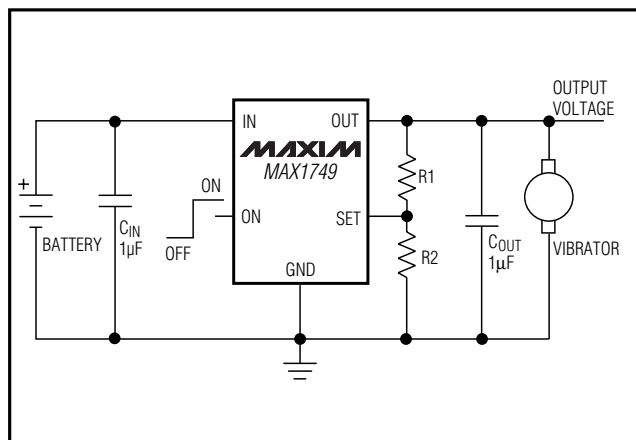 OUTPUT
VOLTAGE
IN
OUT
MAXIM
MAX1749
R1
+
ON
ON
SET
CIN
1µF
COUT
1µF
BATTERY
OFF
R2
VIBRATOR
GND